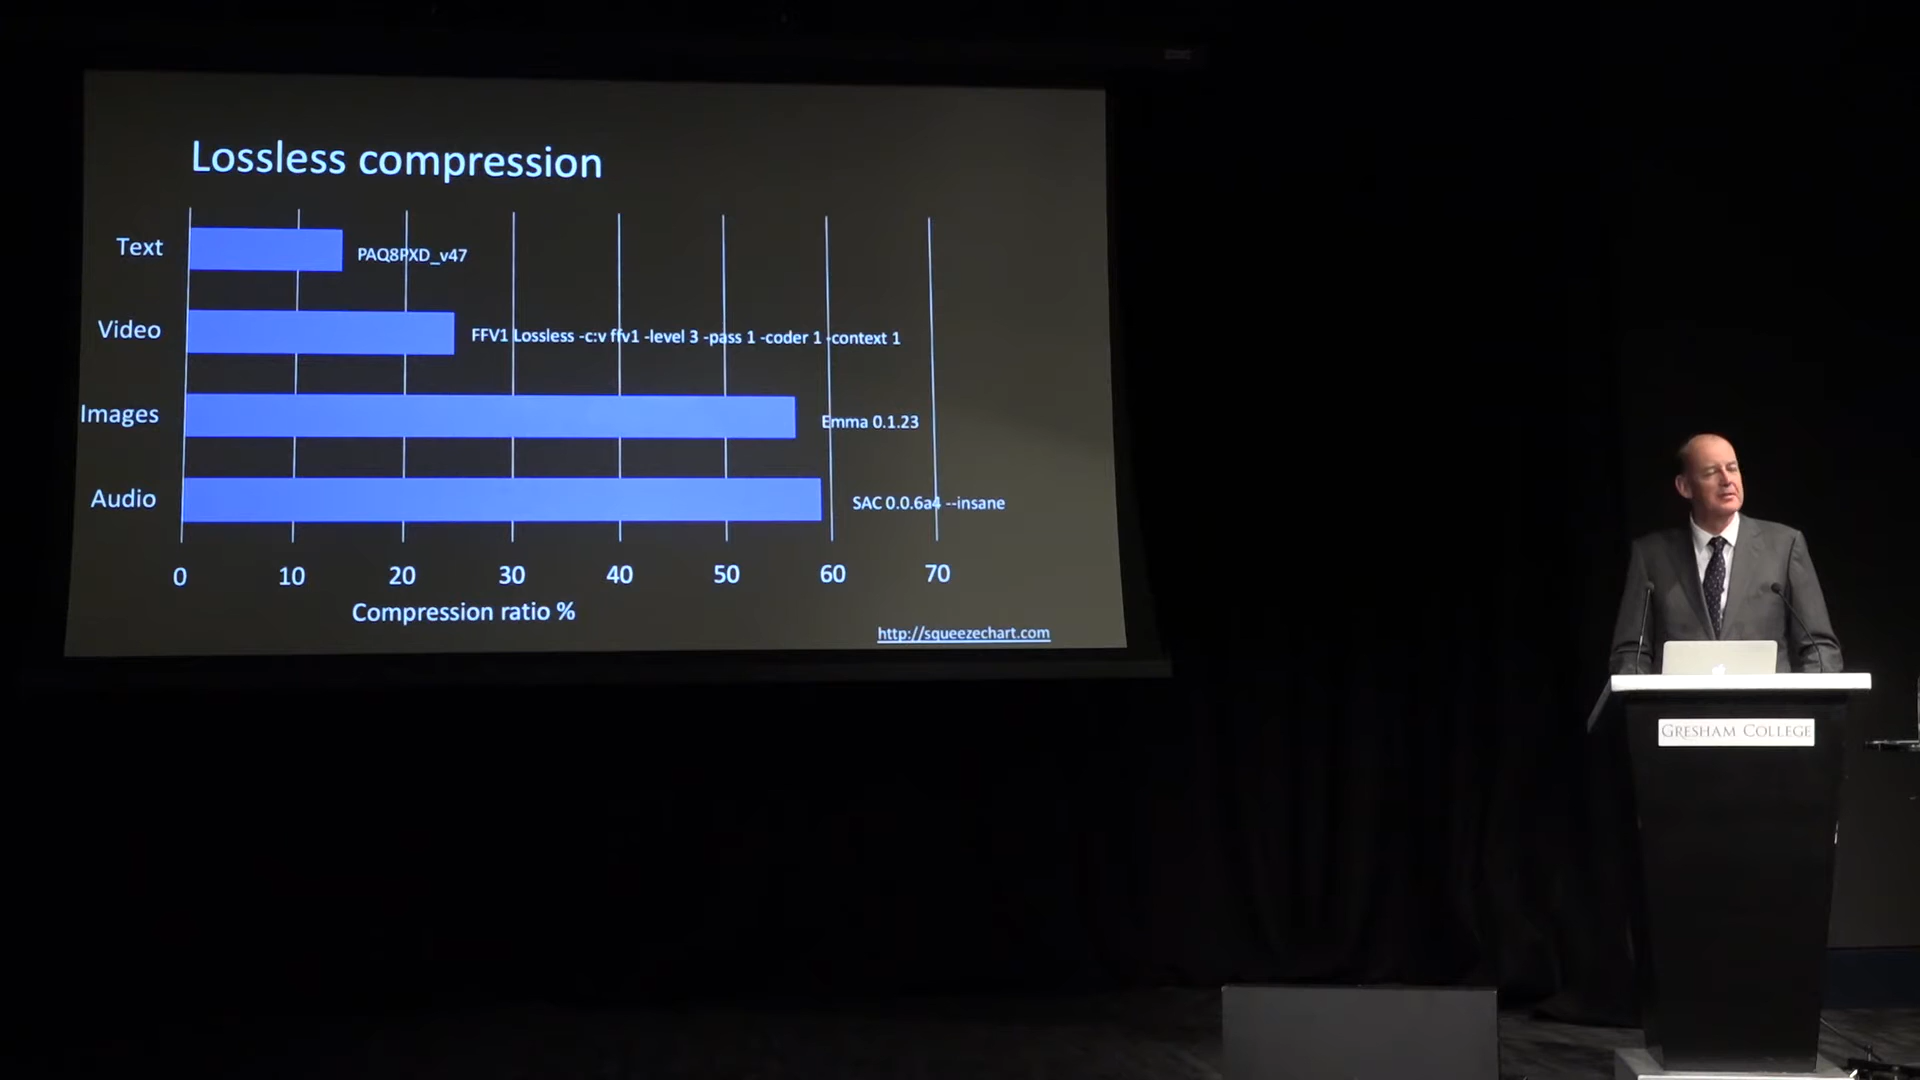 Lossless compression
Text
PAQ8PXD_v47
Video
FFV1 Lossless -c:v ffv1 -level 3 -pass 1 -coder 1 -context 1
Images
Emma 0.1.23
Audio
SAC 0.0.6a4 --insane
0 10 20 30 40 50 60 70
Compression ratio %
http://squeezechart.com
GRESHAM COLLEGE